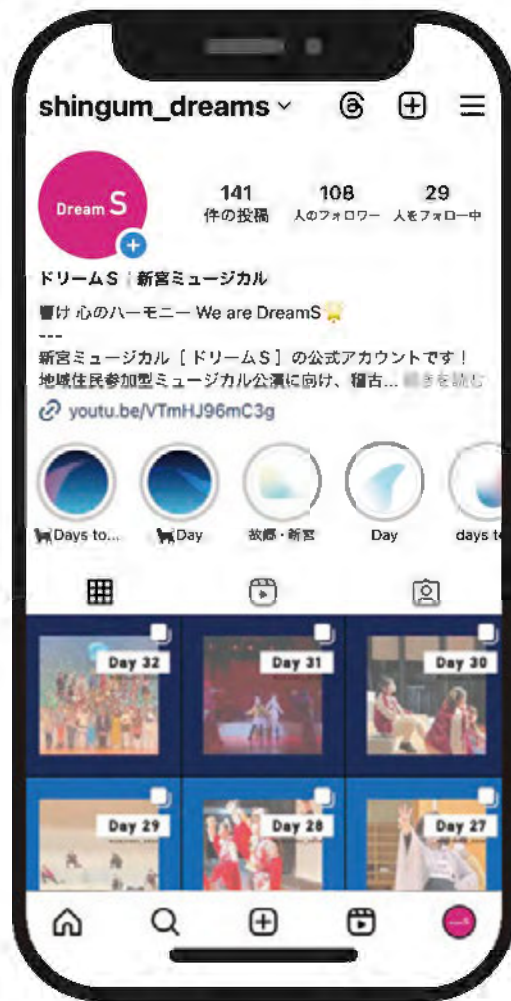 shingum_dreams
Dream S
141 108 29
件の投稿 人のフォロワー 人をフォロー中
ドリームS ¦ 新宮ミュージカル
響け 心のハーモニー We are DreamS
---
新宮ミュージカル [ ドリームS ] の公式アカウントです！
地域住民参加型ミュージカル公演に向け、稽古... 続きを読む
youtu.be/VTmHJ96mC3g
Days to... Day 故郷・新宮 Day days to
Day 32 Day 31 Day 30
Day 29 Day 28 Day 27